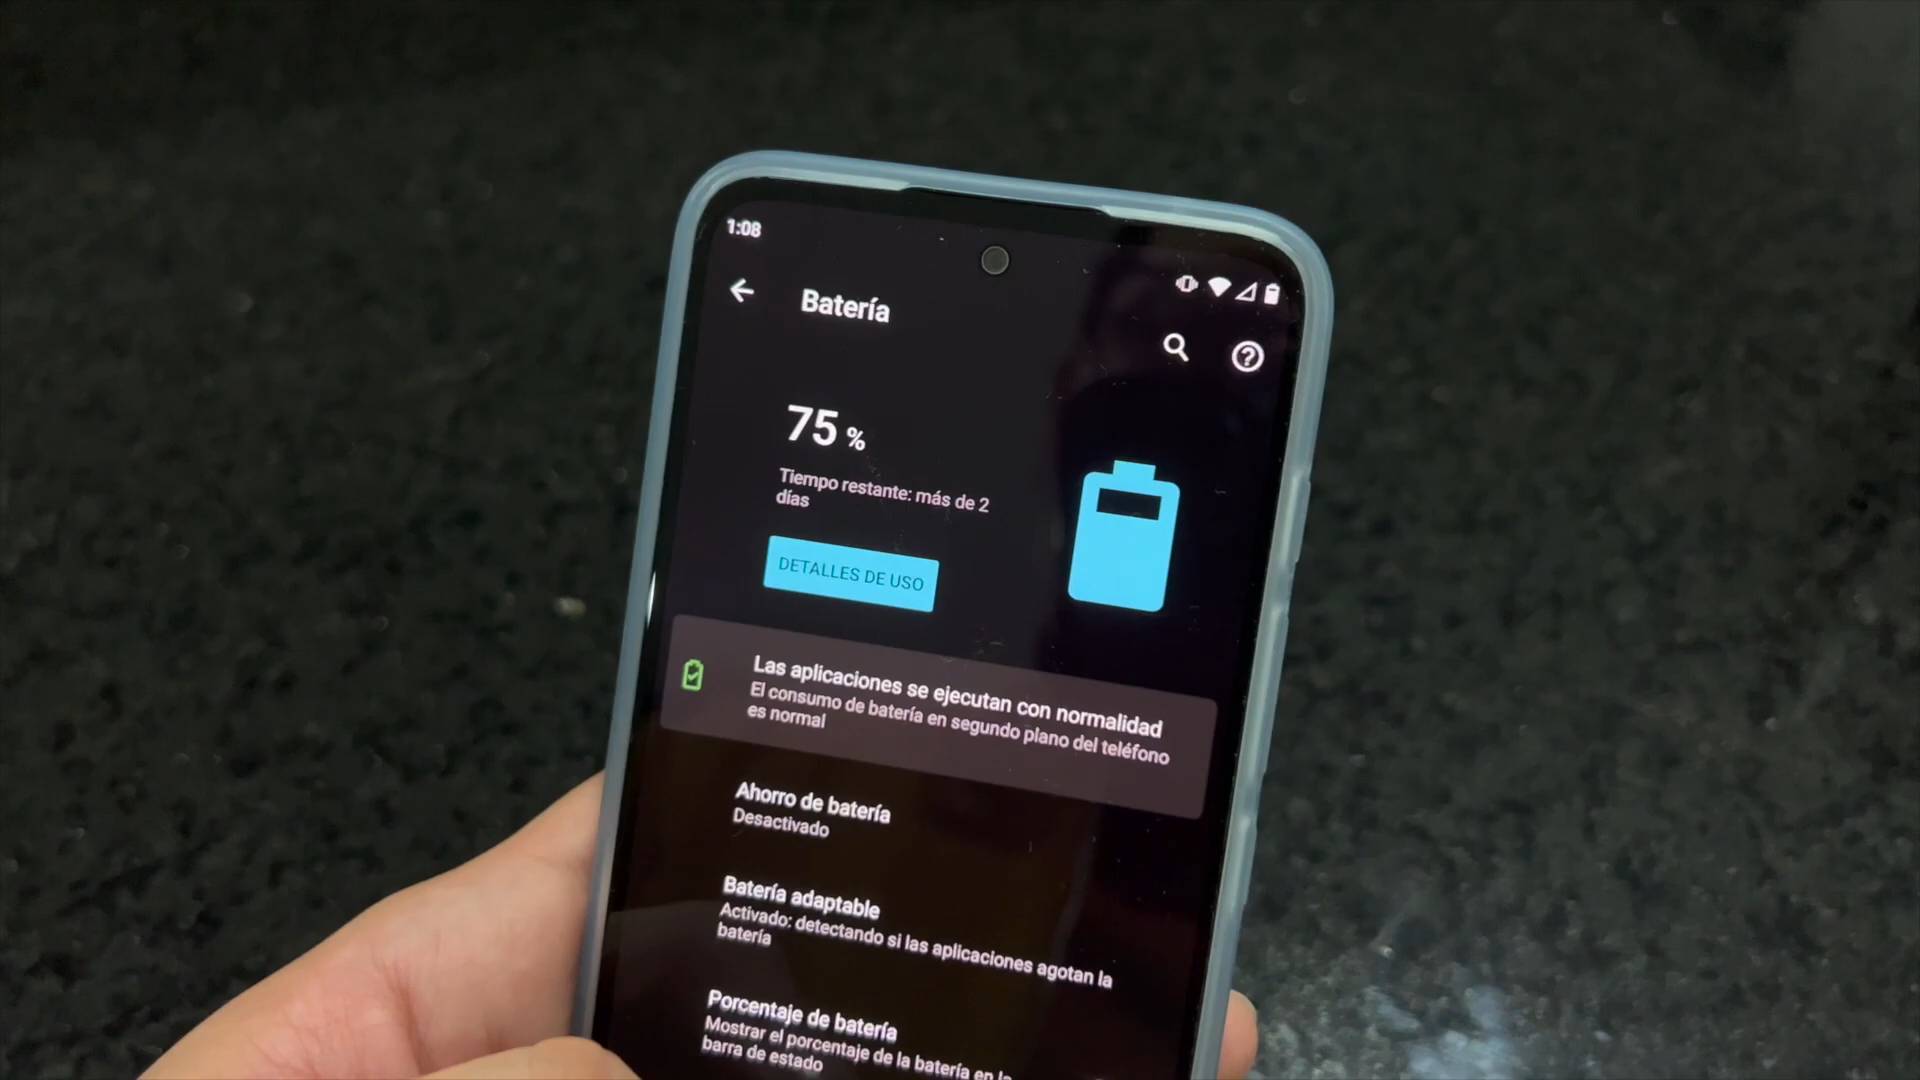 1:08
Batería
75 %
Tiempo restante: más de 2
días
DETALLES DE USO
Las aplicaciones se ejecutan con normalidad
El consumo de batería en segundo plano del teléfono
es normal
Ahorro de batería
Desactivado
Batería adaptable
Activado: detectando si las aplicaciones agotan la
batería
Porcentaje de batería
Mostrar el porcentaje de la batería en la
barra de estado